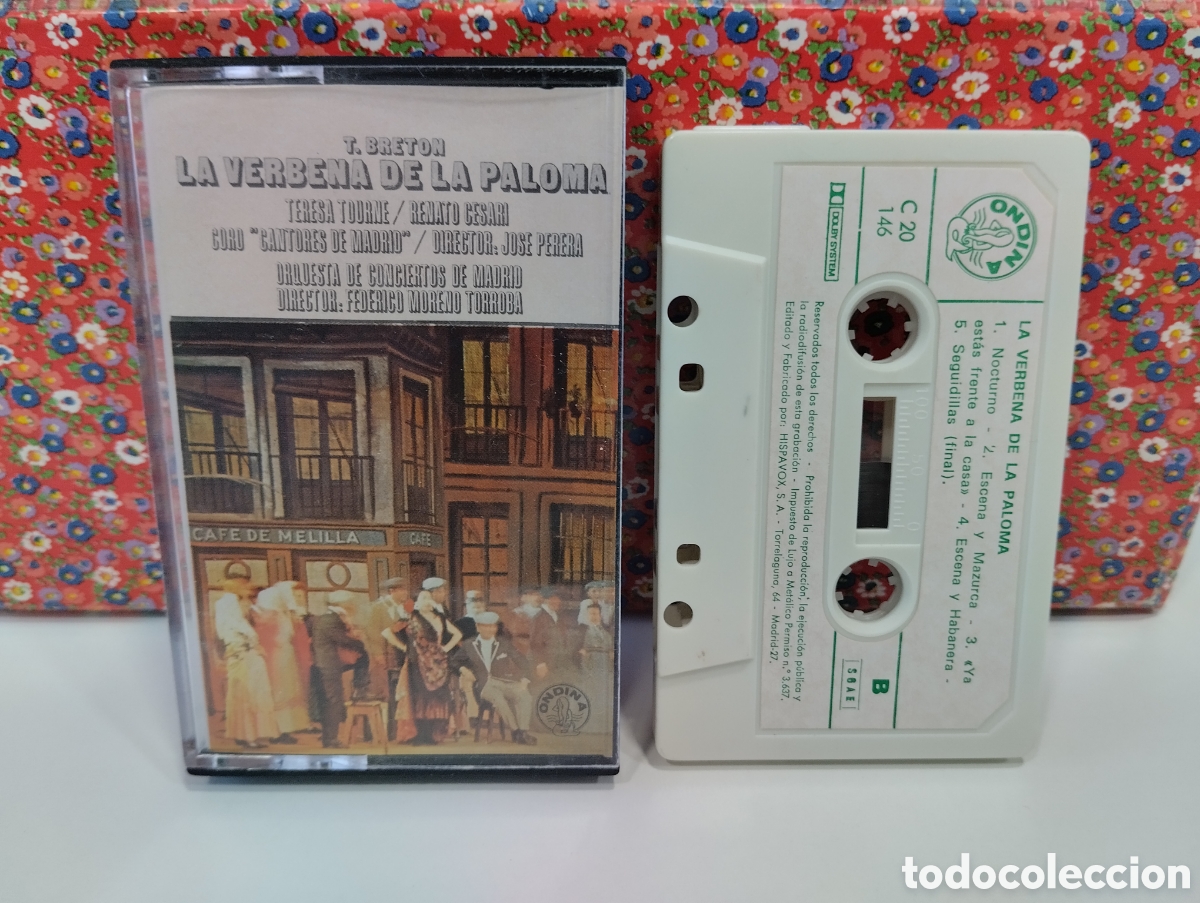 T. BRETON
LA VERBENA DE LA PALOMA
TERESA TOURNE / RENATO CESARI
CORO "CANTORES DE MADRID" / DIRECTOR: JOSE PERERA
ORQUESTA DE CONCIERTOS DE MADRID
DIRECTOR: FEDERICO MORENO TORROBA
CAFE DE MELILLA
CAFE
ONDINA
ONDINA
DOLBY SYSTEM
C 20
146
LA VERBENA DE LA PALOMA
1. Nocturno - 2. Escena y Mazurca - 3. «Ya
estás frente a la casa» - 4. Escena y Habanera -
5. Seguidillas (final).
B
SGAE
Reservados todos los derechos - Prohibida la reproducción, la ejecución pública y
la radiodifusión de esta grabación - Impuesto de Lujo a Metálico Permiso n.º 3.637.
Editado y Fabricado por: HISPAVOX, S. A. - Torrelaguna, 64 - Madrid-27.
100 50 0
todocoleccion